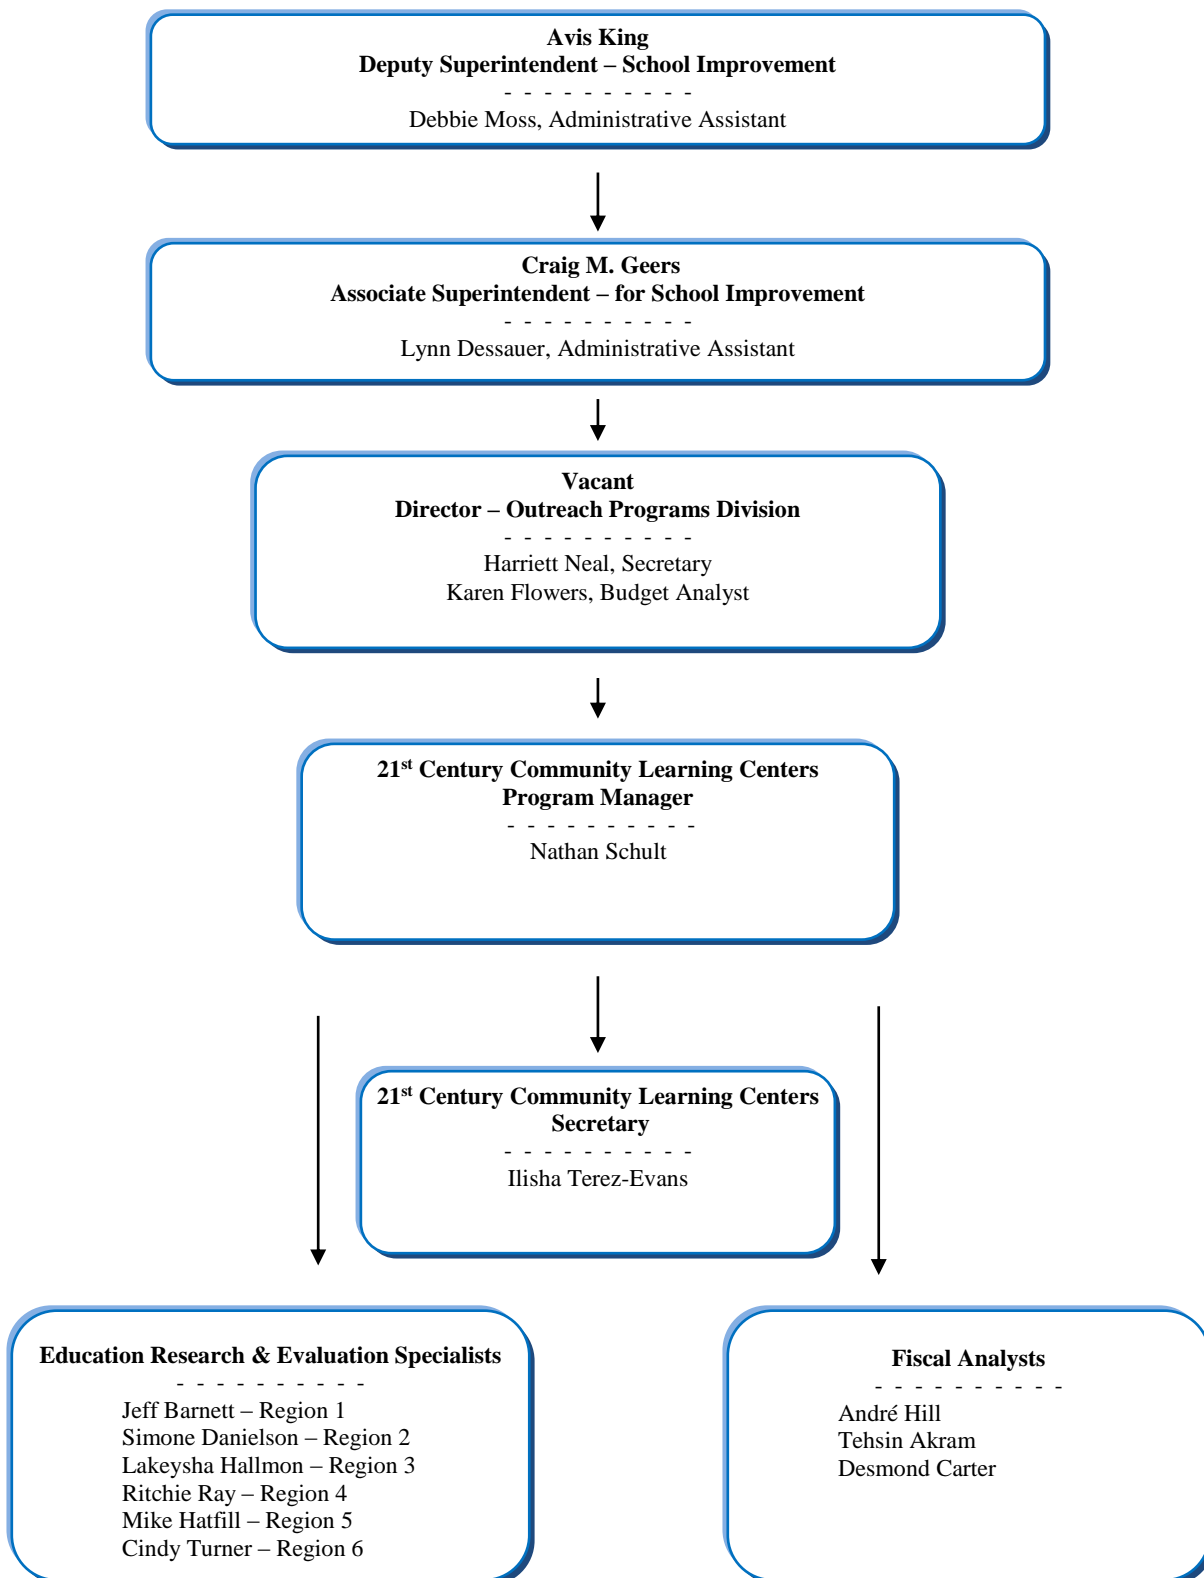 Avis King
Deputy Superintendent – School Improvement
- - - - - - - - - -
Debbie Moss, Administrative Assistant
Craig M. Geers
Associate Superintendent – for School Improvement
- - - - - - - - - -
Lynn Dessauer, Administrative Assistant
Vacant
Director – Outreach Programs Division
- - - - - - - - - -
Harriett Neal, Secretary
Karen Flowers, Budget Analyst
21st Century Community Learning Centers
Program Manager
- - - - - - - - - -
Nathan Schult
21st Century Community Learning Centers
Secretary
- - - - - - - - - -
Ilisha Terez-Evans
Education Research & Evaluation Specialists
- - - - - - - - - -
Jeff Barnett – Region 1
Simone Danielson – Region 2
Lakeysha Hallmon – Region 3
Ritchie Ray – Region 4
Mike Hatfill – Region 5
Cindy Turner – Region 6
Fiscal Analysts
- - - - - - - - - -
André Hill
Tehsin Akram
Desmond Carter